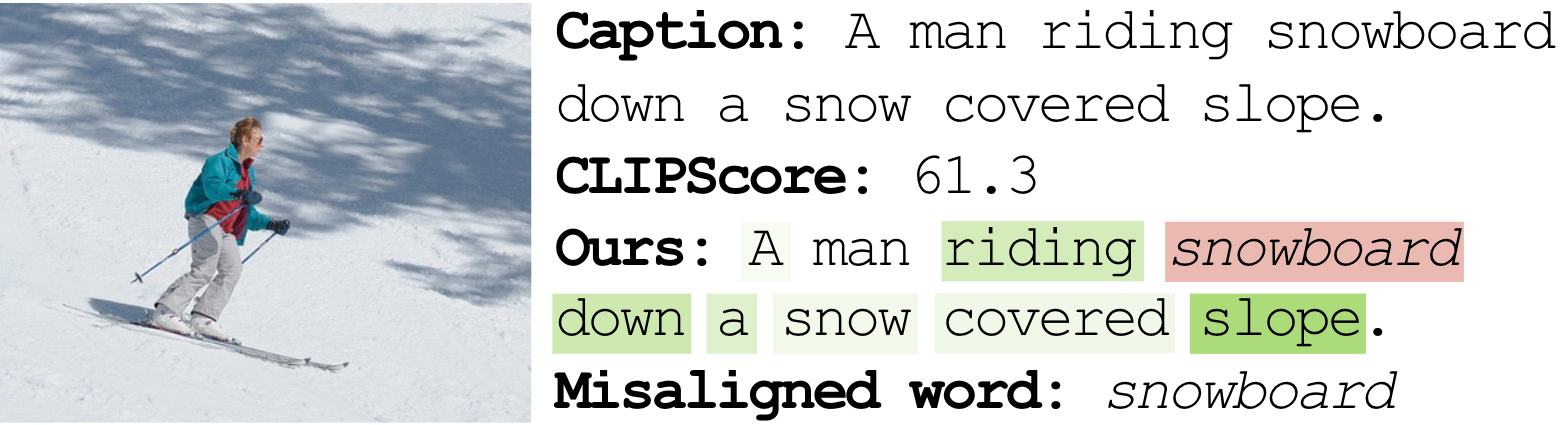 Caption: A man riding snowboard
down a snow covered slope.
CLIPScore: 61.3
Ours: A man riding snowboard
down a snow covered slope.
Misaligned word: snowboard